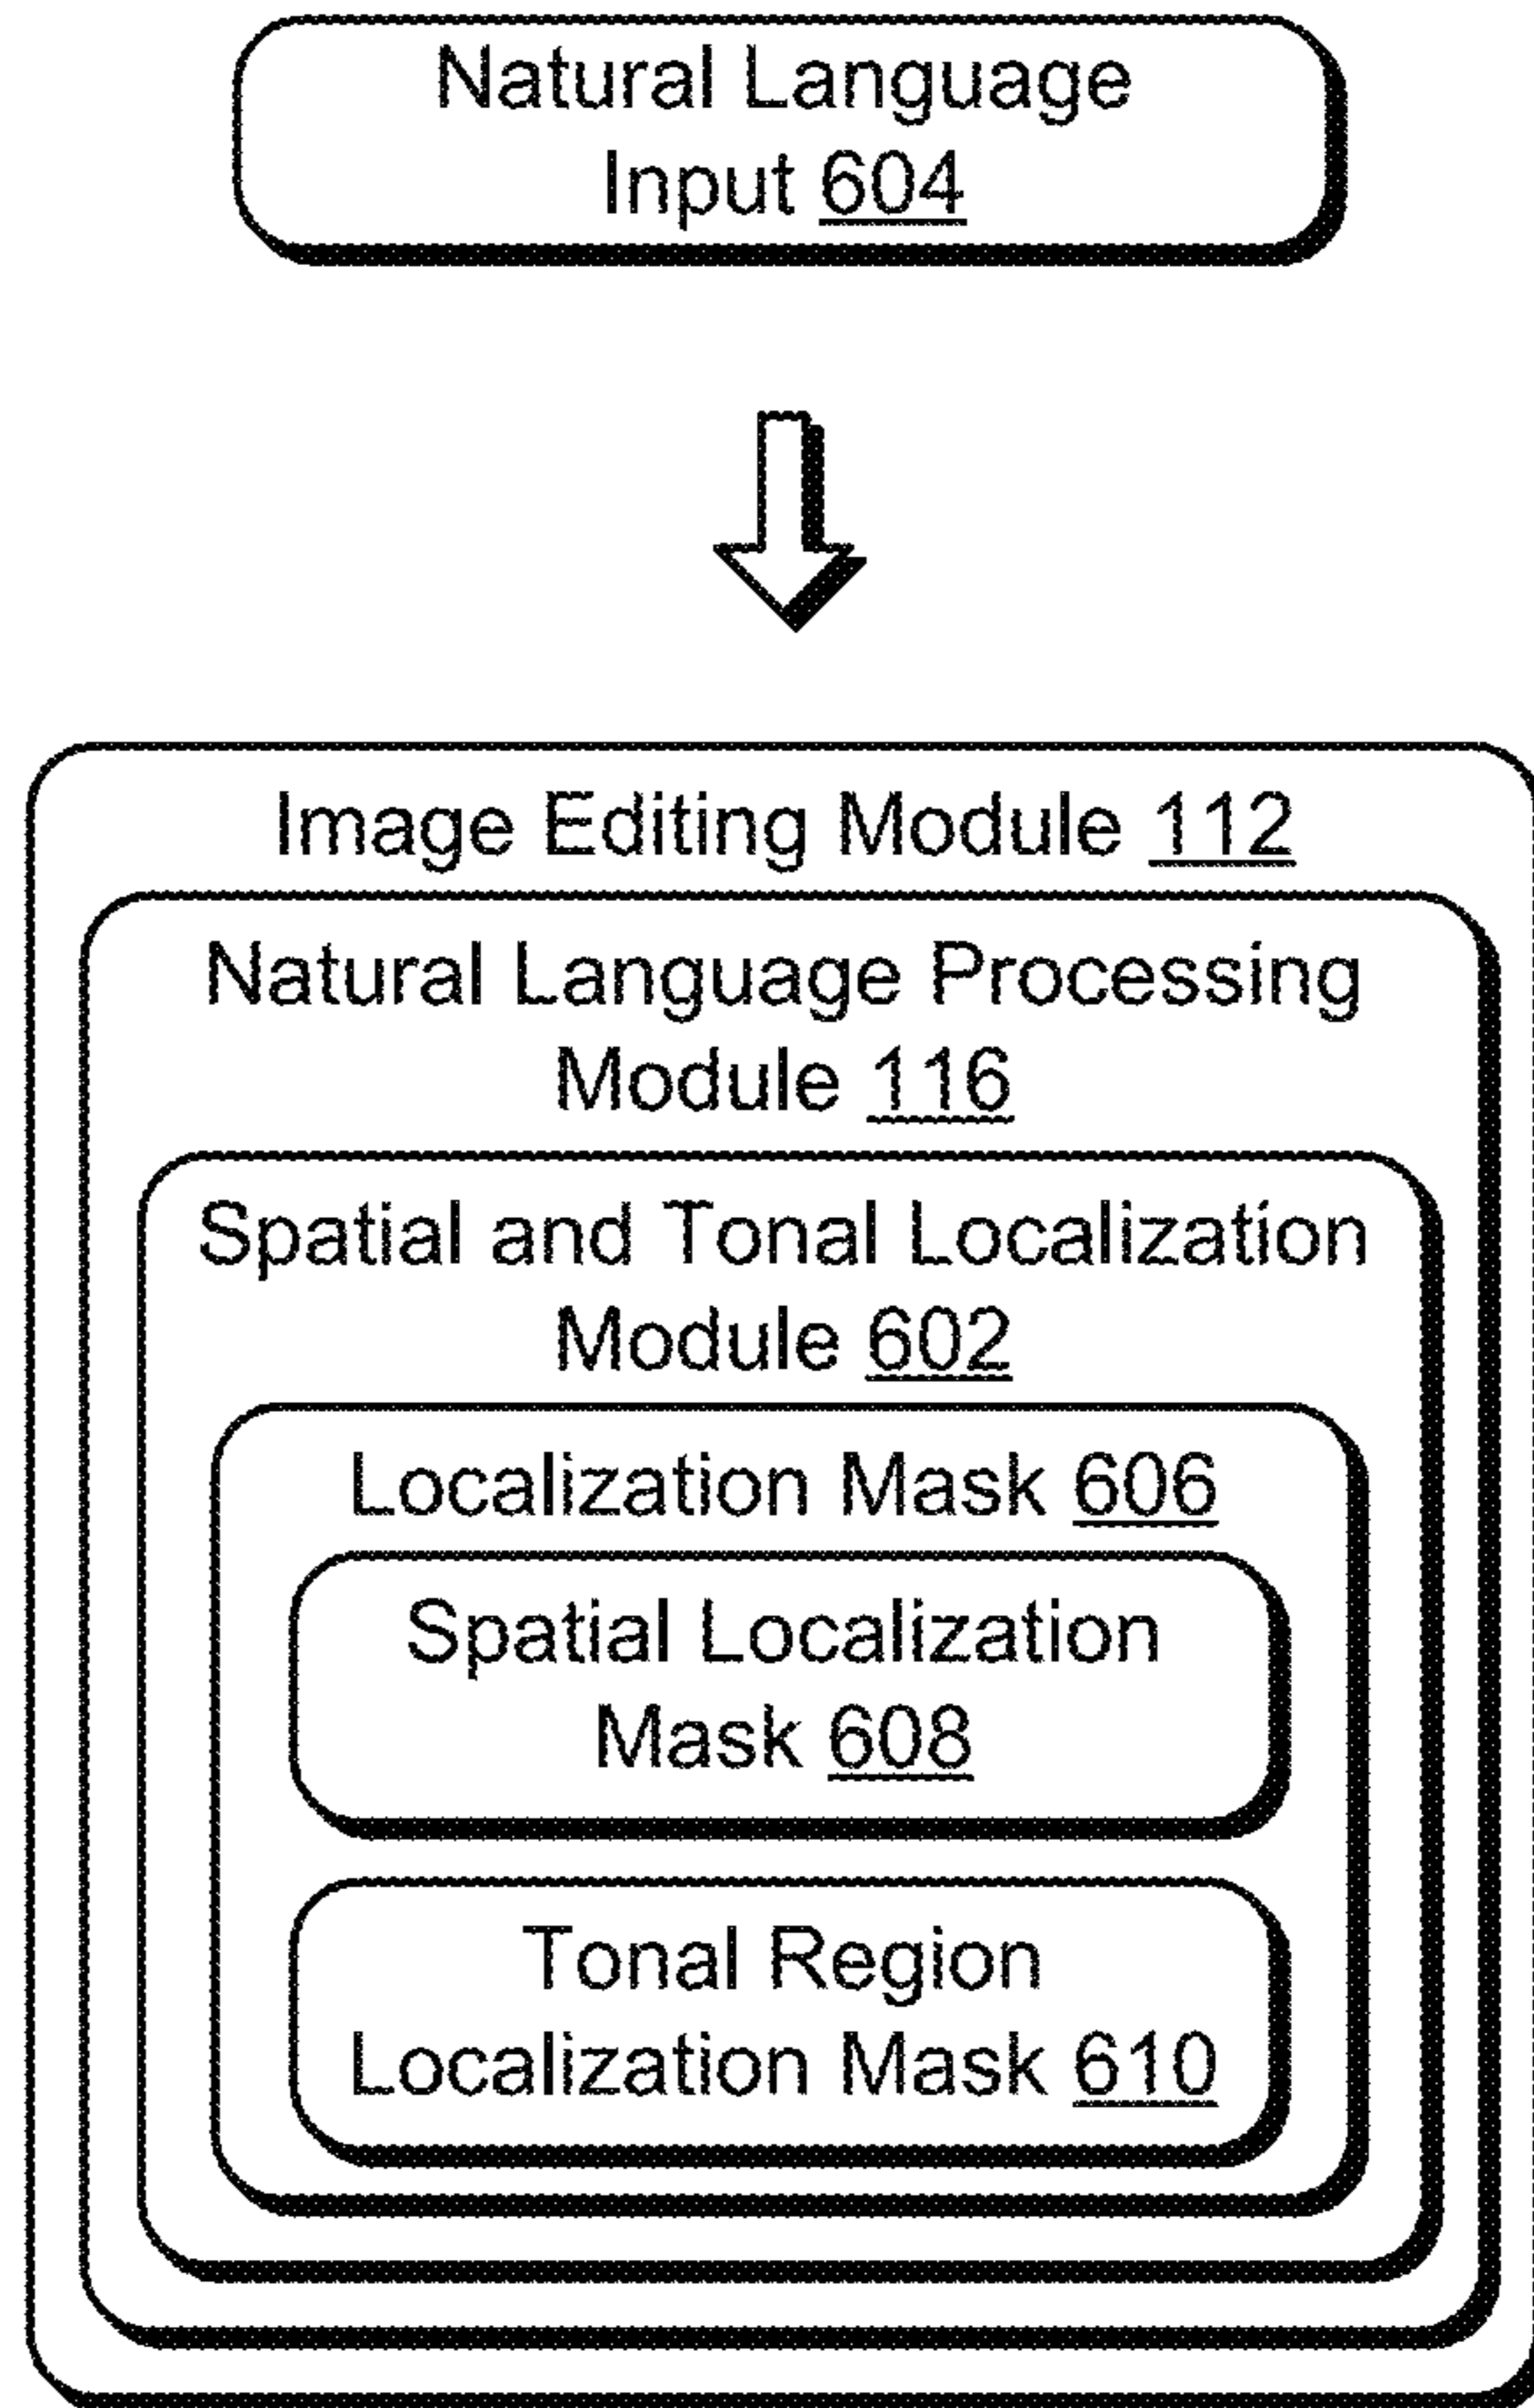 Natural Language
Input 604
Image Editing Module 112
Natural Language Processing
Module 116
Spatial and Tonal Localization
Module 602
Localization Mask 606
Spatial Localization
Mask 608
Tonal Region
Localization Mask 610